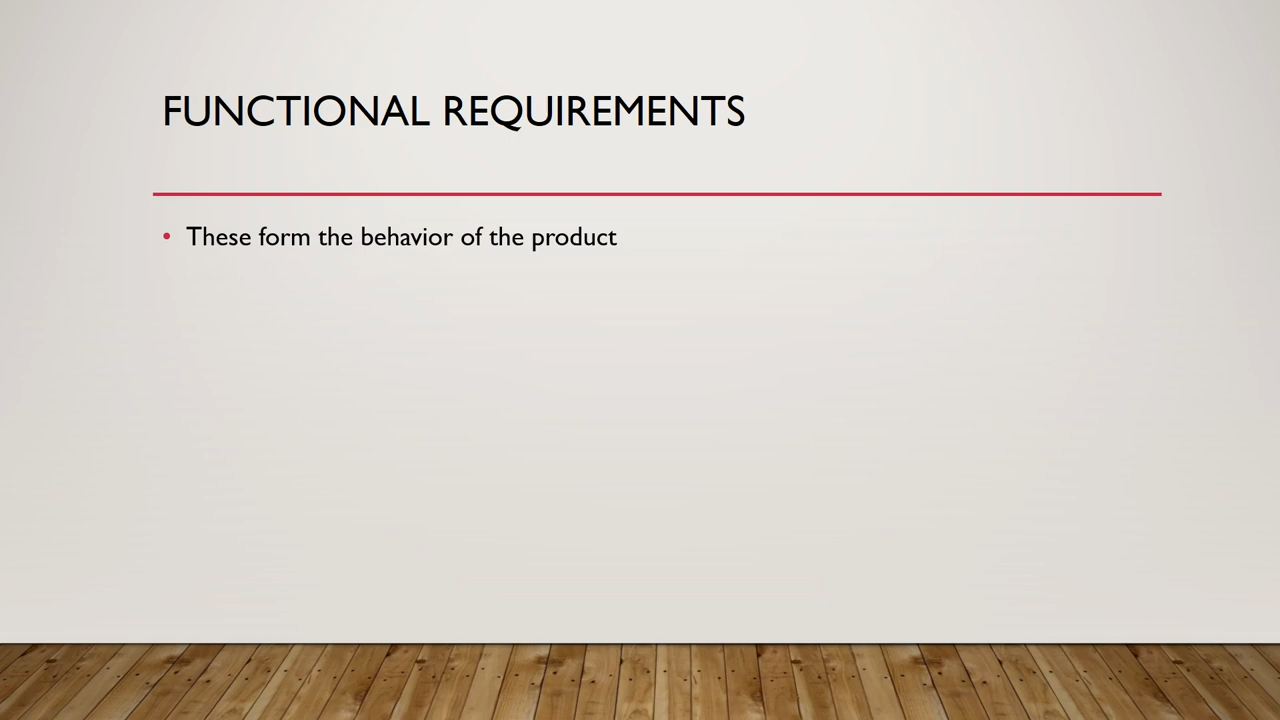 FUNCTIONAL REQUIREMENTS
• These form the behavior of the product